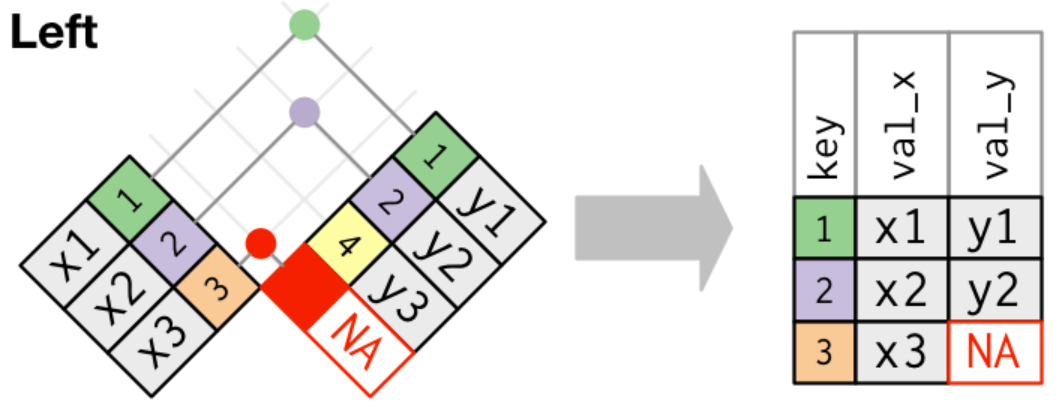 Left
1 x1
2 x2
3 x3
1 y1
2 y2
4 y3
NA
key val_x val_y
1 x1 y1
2 x2 y2
3 x3 NA